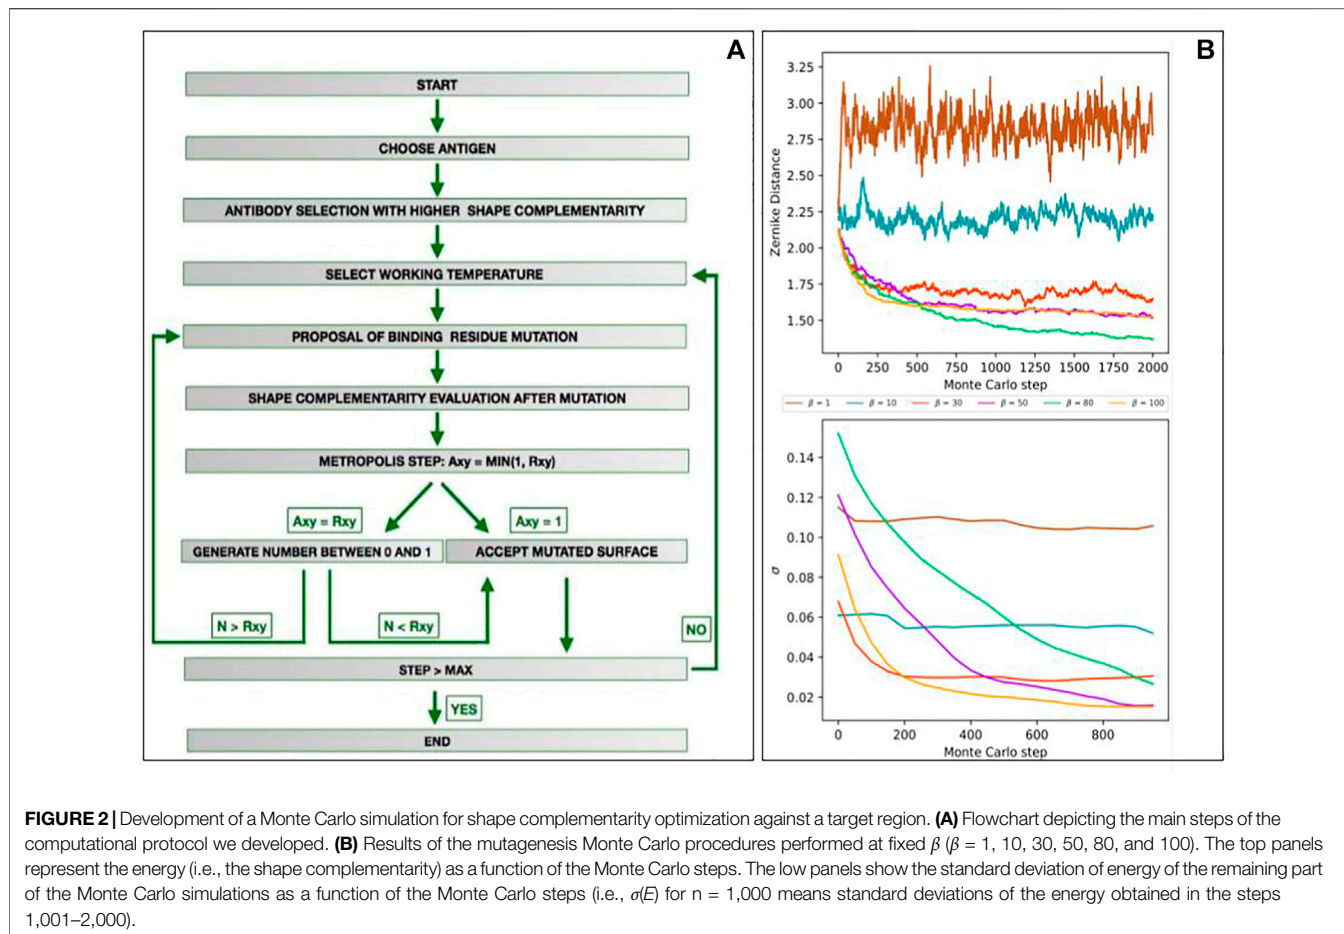 A
START
CHOOSE ANTIGEN
ANTIBODY SELECTION WITH HIGHER SHAPE COMPLEMENTARITY
SELECT WORKING TEMPERATURE
PROPOSAL OF BINDING RESIDUE MUTATION
SHAPE COMPLEMENTARITY EVALUATION AFTER MUTATION
METROPOLIS STEP: Axy = MIN(1, Rxy)
Axy = Rxy
Axy = 1
GENERATE NUMBER BETWEEN 0 AND 1
ACCEPT MUTATED SURFACE
N > Rxy
N < Rxy
NO
STEP > MAX
YES
END
B
3.25
3.00
2.75
2.50
2.25
2.00
1.75
1.50
Zernike Distance
0 250 500 750 1000 1250 1500 1750 2000
Monte Carlo step
β = 1 β = 10 β = 30 β = 50 β = 80 β = 100
0.14
0.12
0.10
0.08
0.06
0.04
0.02
σ
0 200 400 600 800
Monte Carlo step
FIGURE 2 | Development of a Monte Carlo simulation for shape complementarity optimization against a target region. (A) Flowchart depicting the main steps of the
computational protocol we developed. (B) Results of the mutagenesis Monte Carlo procedures performed at fixed β (β = 1, 10, 30, 50, 80, and 100). The top panels
represent the energy (i.e., the shape complementarity) as a function of the Monte Carlo steps. The low panels show the standard deviation of energy of the remaining part
of the Monte Carlo simulations as a function of the Monte Carlo steps (i.e., σ(E) for n = 1,000 means standard deviations of the energy obtained in the steps
1,001–2,000).